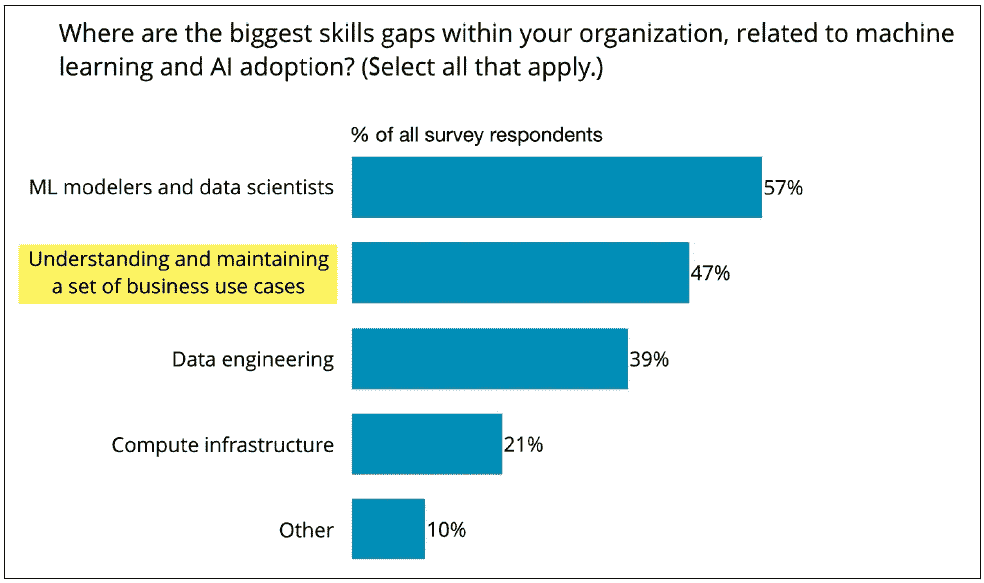 Where are the biggest skills gaps within your organization, related to machine
learning and AI adoption? (Select all that apply.)
% of all survey respondents
ML modelers and data scientists 57%
Understanding and maintaining
a set of business use cases 47%
Data engineering 39%
Compute infrastructure 21%
Other 10%